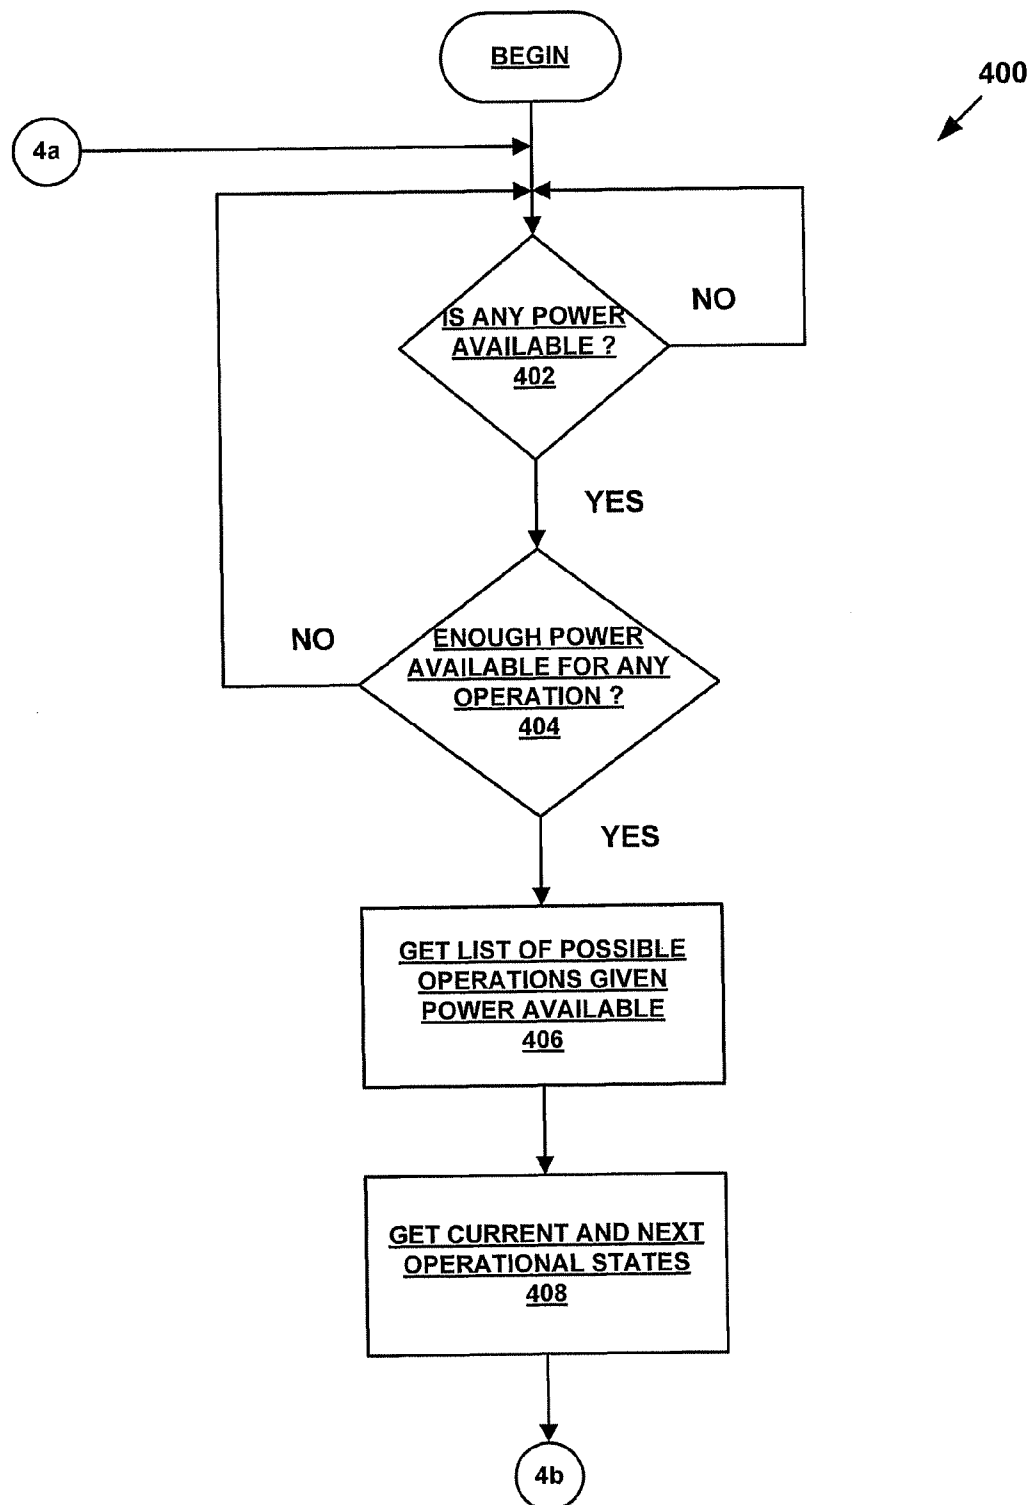 BEGIN
400
4a
IS ANY POWER
AVAILABLE ?
402
NO
YES
ENOUGH POWER
AVAILABLE FOR ANY
OPERATION ?
404
NO
YES
GET LIST OF POSSIBLE
OPERATIONS GIVEN
POWER AVAILABLE
406
GET CURRENT AND NEXT
OPERATIONAL STATES
408
4b